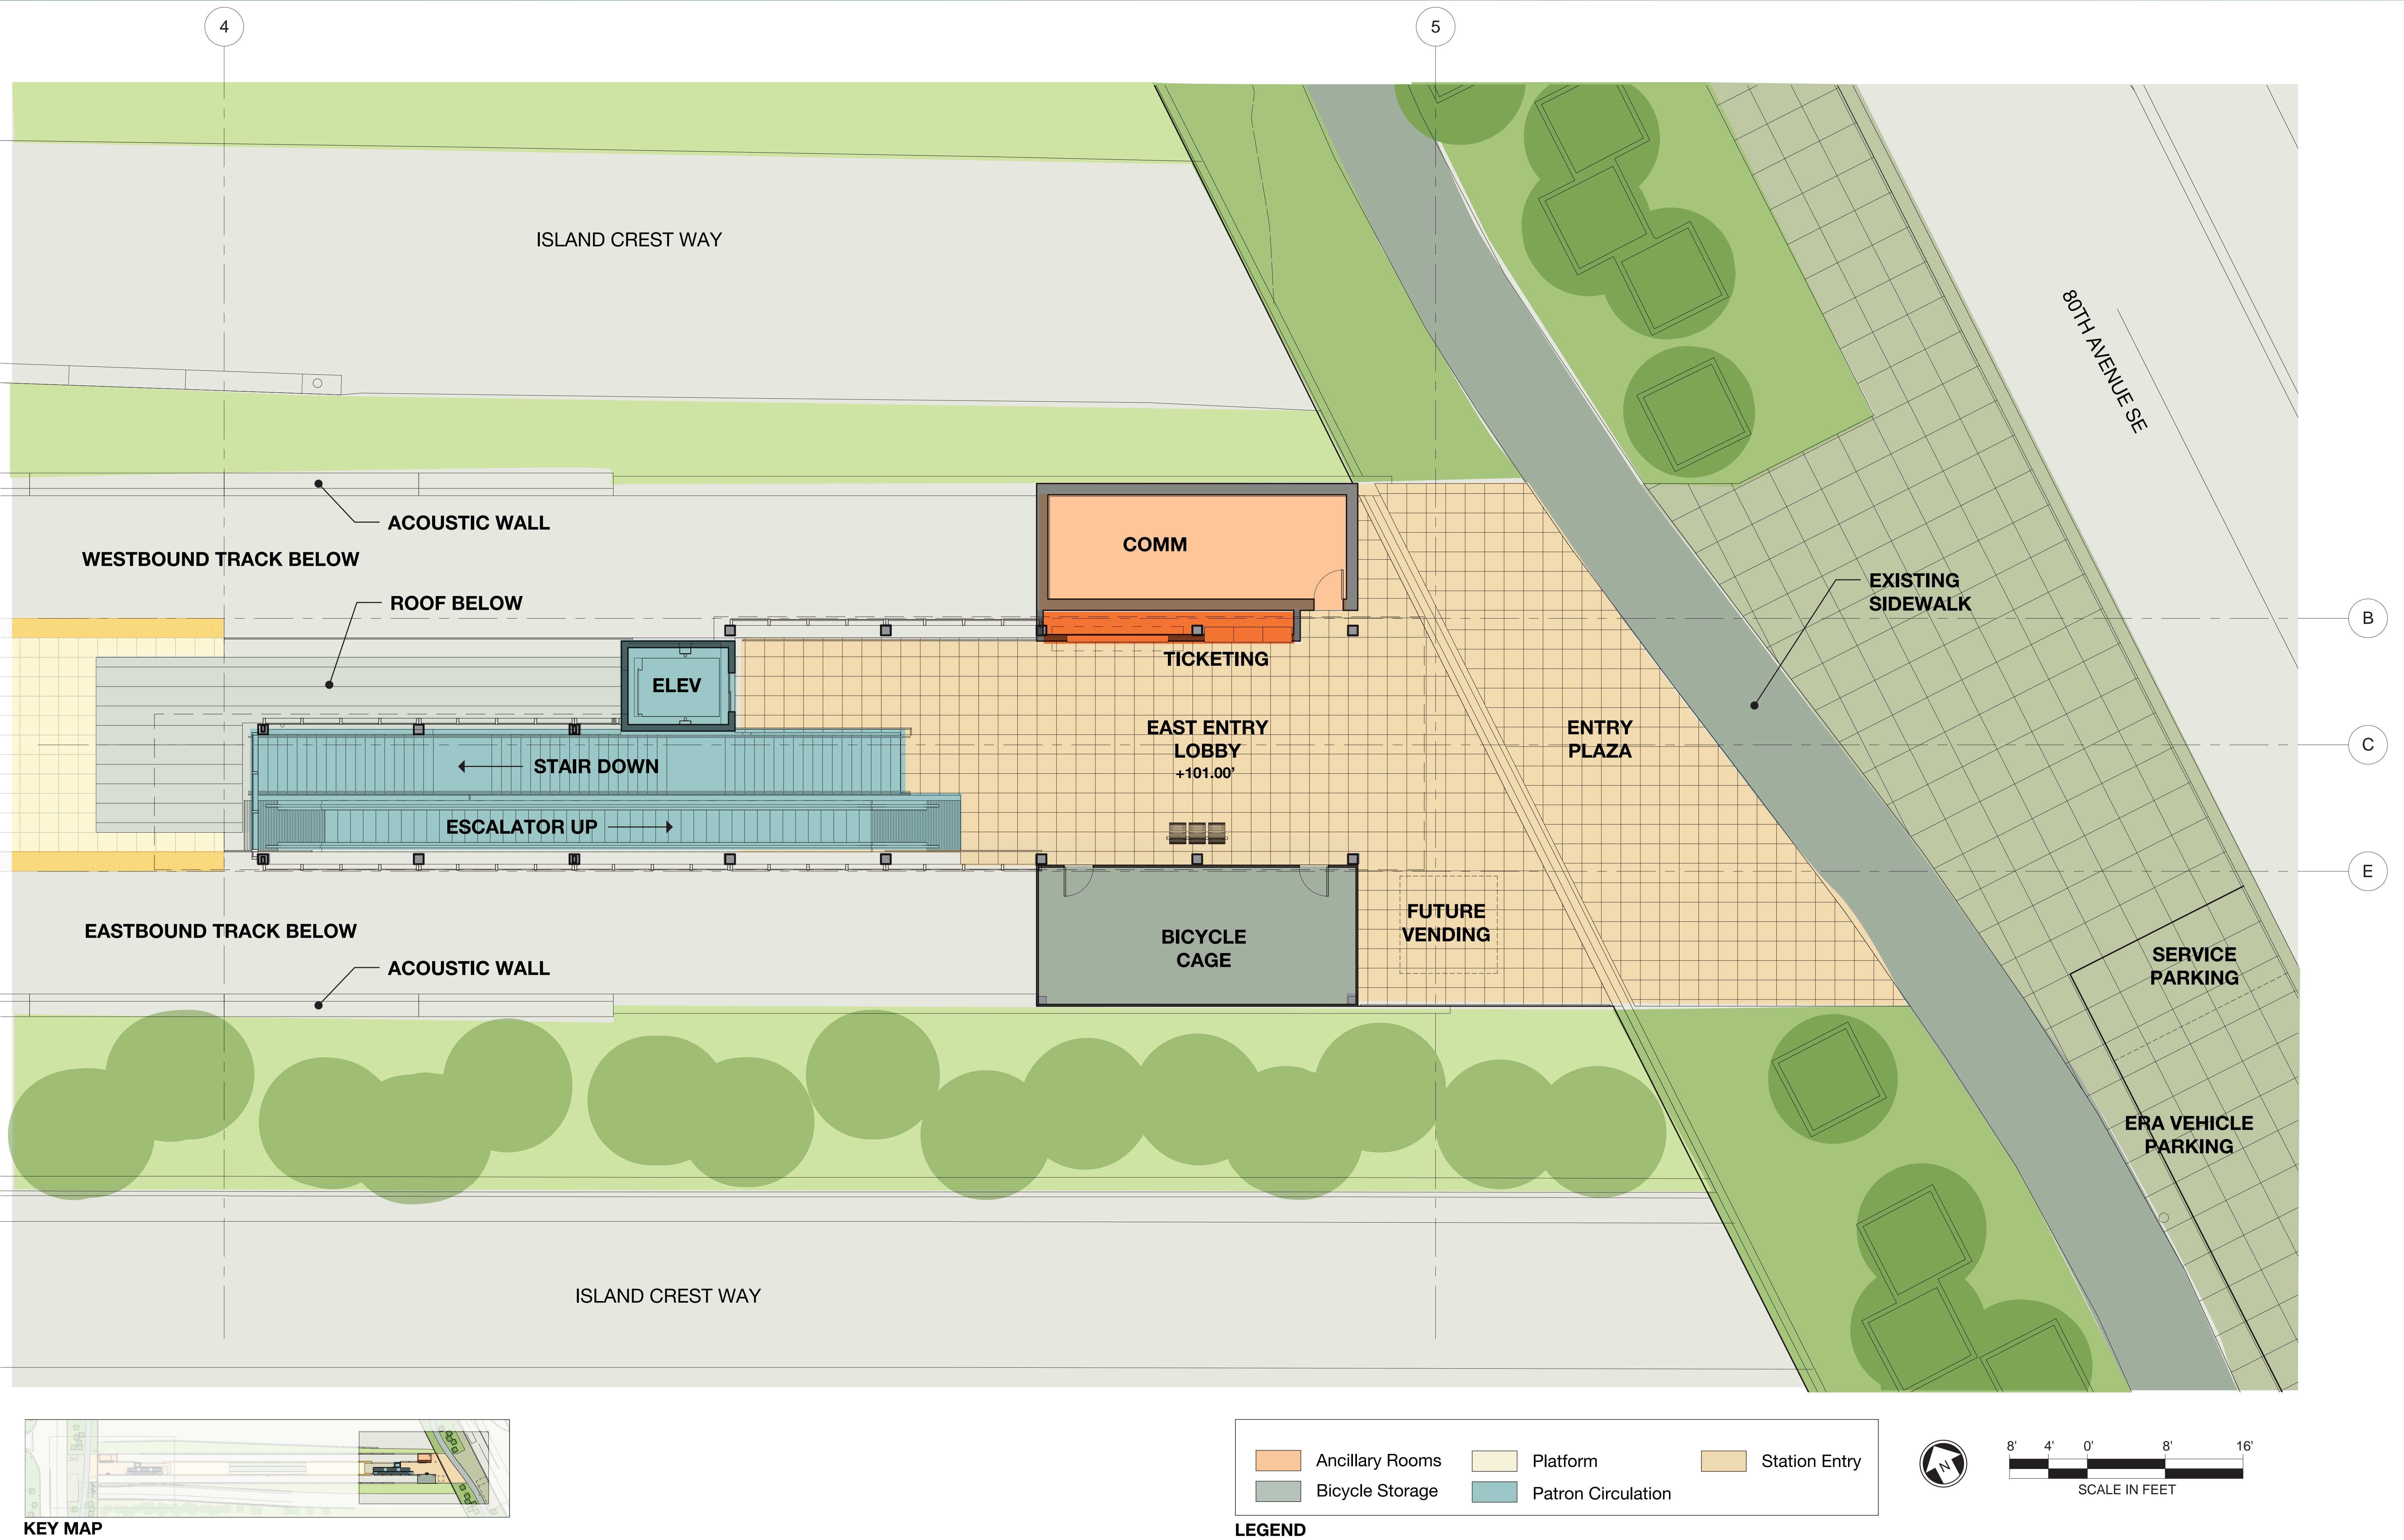 4
5
ISLAND CREST WAY
80TH AVENUE SE
ACOUSTIC WALL
WESTBOUND TRACK BELOW
COMM
ROOF BELOW
EXISTING
SIDEWALK
B
TICKETING
ELEV
EAST ENTRY
LOBBY
+101.00’
ENTRY
PLAZA
C
STAIR DOWN
ESCALATOR UP
E
FUTURE
VENDING
EASTBOUND TRACK BELOW
BICYCLE
CAGE
ACOUSTIC WALL
SERVICE
PARKING
ERA VEHICLE
PARKING
ISLAND CREST WAY
KEY MAP
Ancillary Rooms
Platform
Station Entry
Bicycle Storage
Patron Circulation
LEGEND
N
8' 4' 0' 8' 16'
SCALE IN FEET